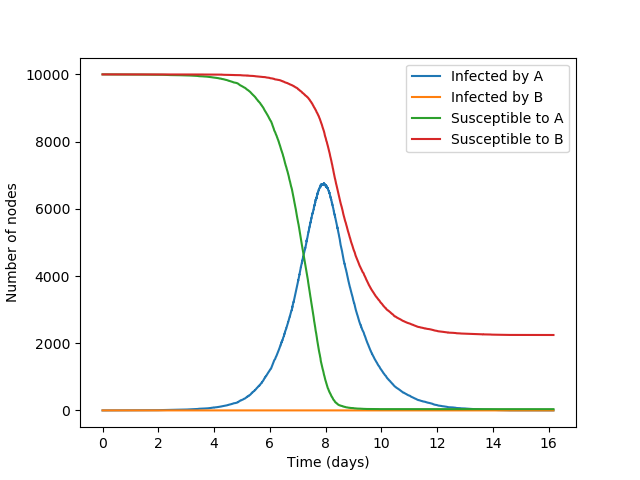 Infected by A
Infected by B
Susceptible to A
Susceptible to B
10000
8000
6000
4000
2000
0
Number of nodes
0 2 4 6 8 10 12 14 16
Time (days)